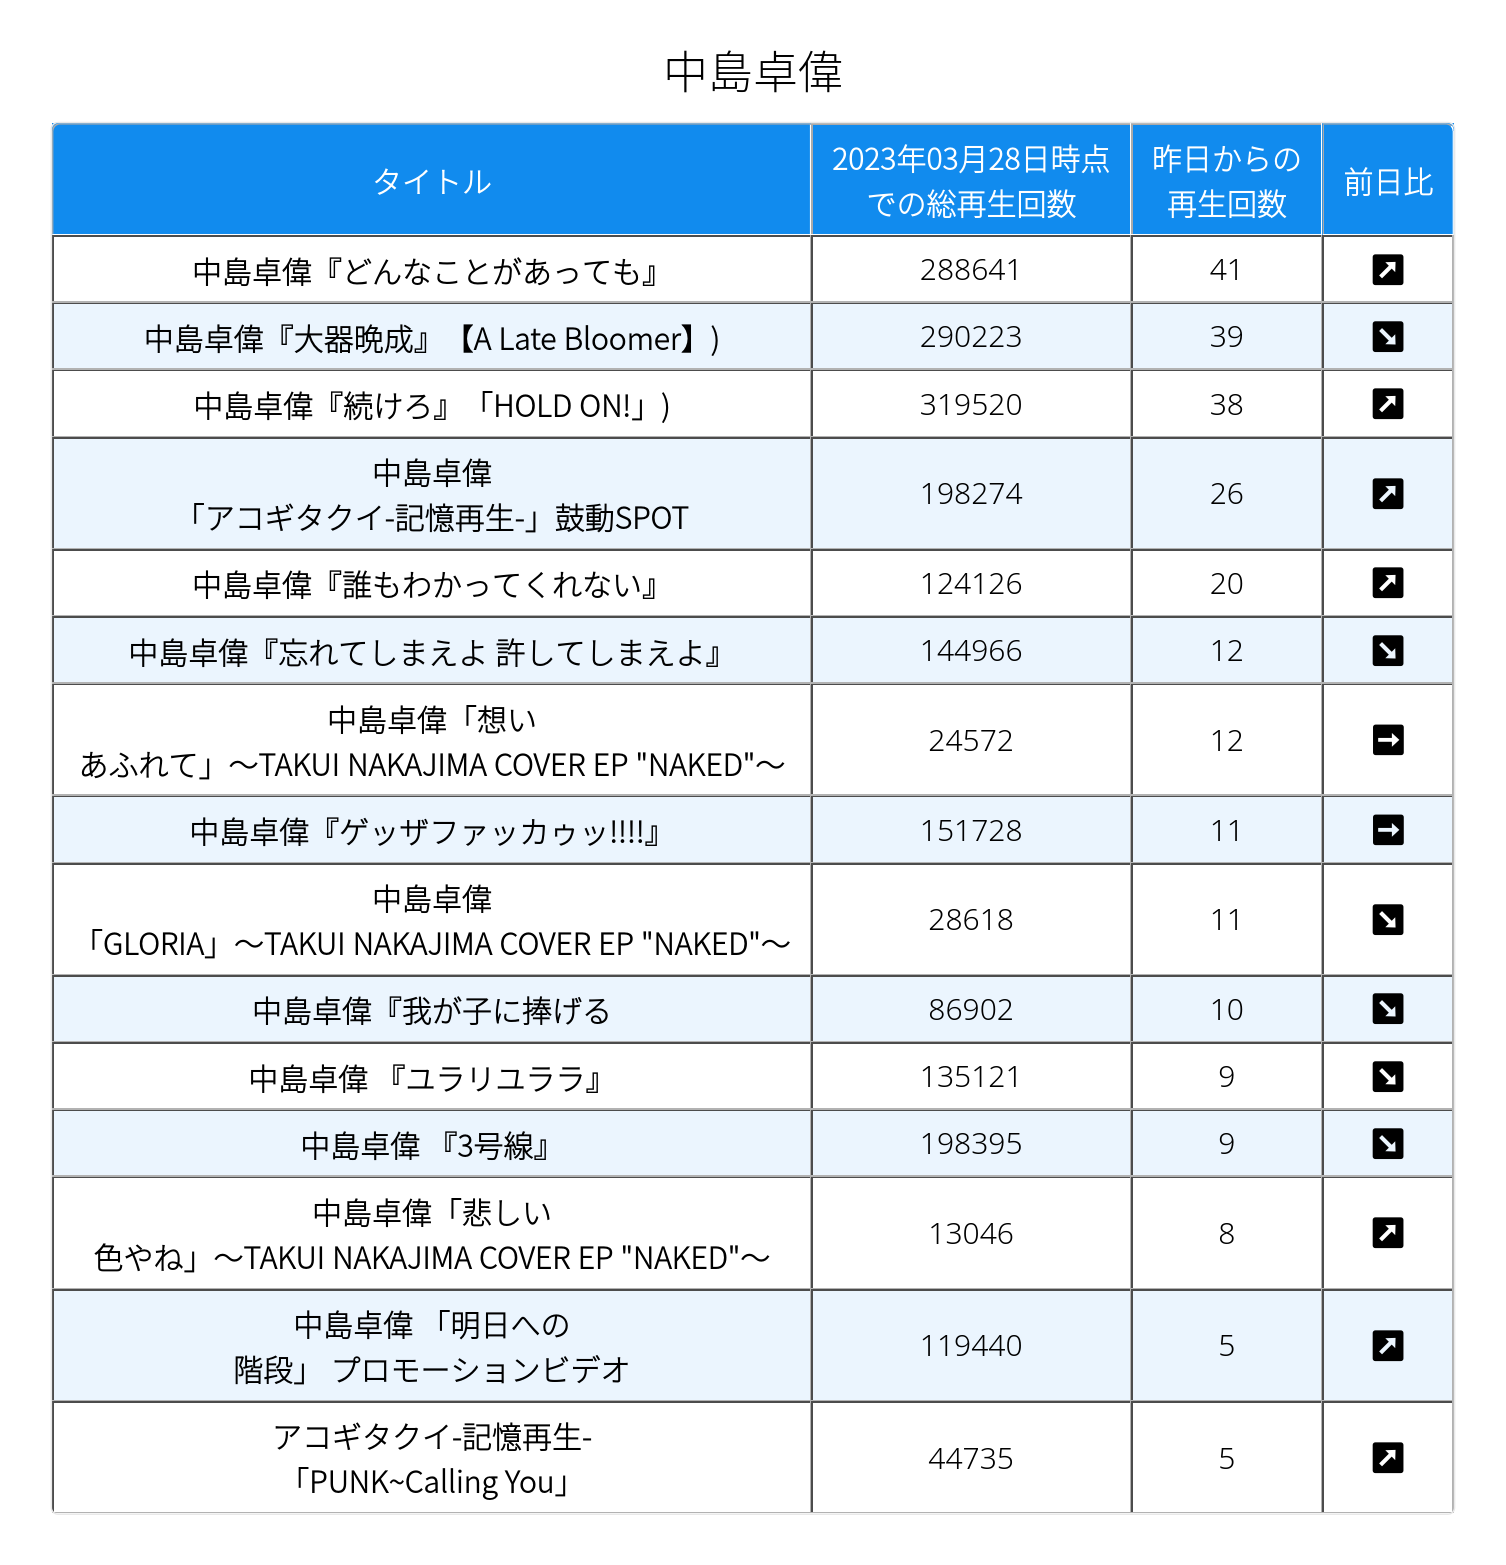 中島卓偉
タイトル
2023年03月28日時点
での総再生回数
昨日からの
再生回数
前日比
中島卓偉『どんなことがあっても』
288641
41
中島卓偉『大器晩成』【A Late Bloomer】)
290223
39
中島卓偉『続けろ』「HOLD ON!」)
319520
38
中島卓偉
「アコギタクイ-記憶再生-」鼓動SPOT
198274
26
中島卓偉『誰もわかってくれない』
124126
20
中島卓偉『忘れてしまえよ 許してしまえよ』
144966
12
中島卓偉「想い
あふれて」〜TAKUI NAKAJIMA COVER EP "NAKED"〜
24572
12
中島卓偉『ゲッザファッカゥッ!!!!』
151728
11
中島卓偉
「GLORIA」〜TAKUI NAKAJIMA COVER EP "NAKED"〜
28618
11
中島卓偉『我が子に捧げる
86902
10
中島卓偉 『ユラリユララ』
135121
9
中島卓偉 『3号線』
198395
9
中島卓偉「悲しい
色やね」〜TAKUI NAKAJIMA COVER EP "NAKED"〜
13046
8
中島卓偉 「明日への
階段」 プロモーションビデオ
119440
5
アコギタクイ-記憶再生-
「PUNK~Calling You」
44735
5